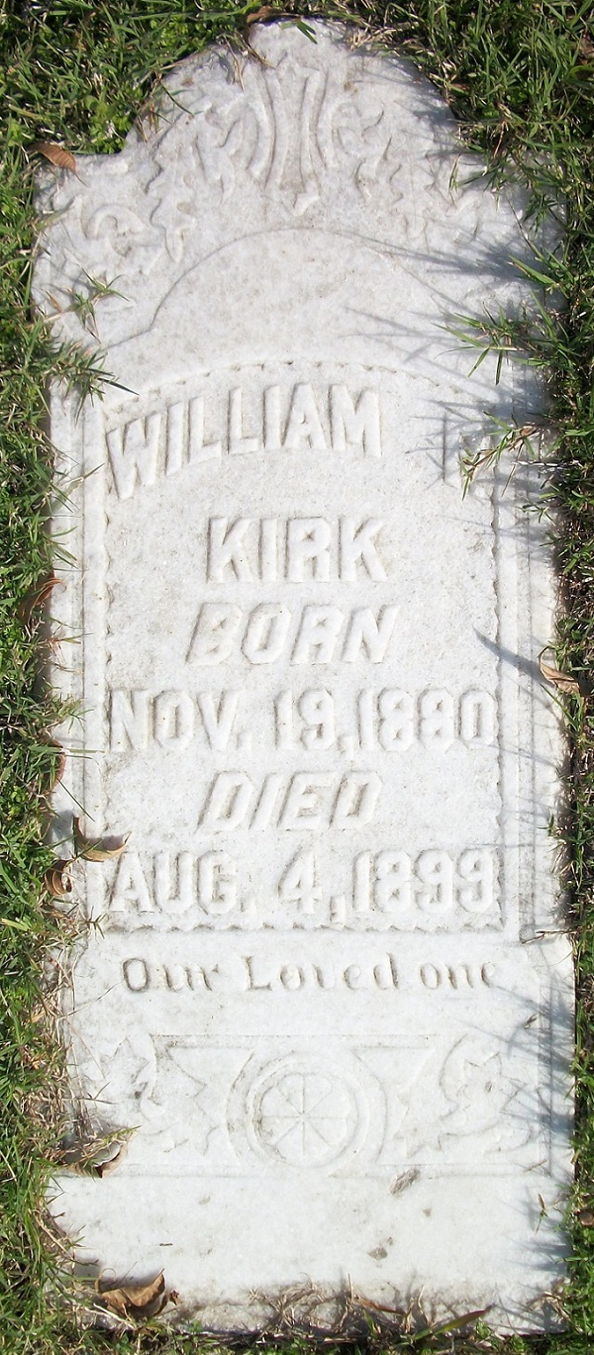 WILLIAM M
KIRK
BORN
NOV. 19, 1880
DIED
AUG. 4, 1899
Our Loved one